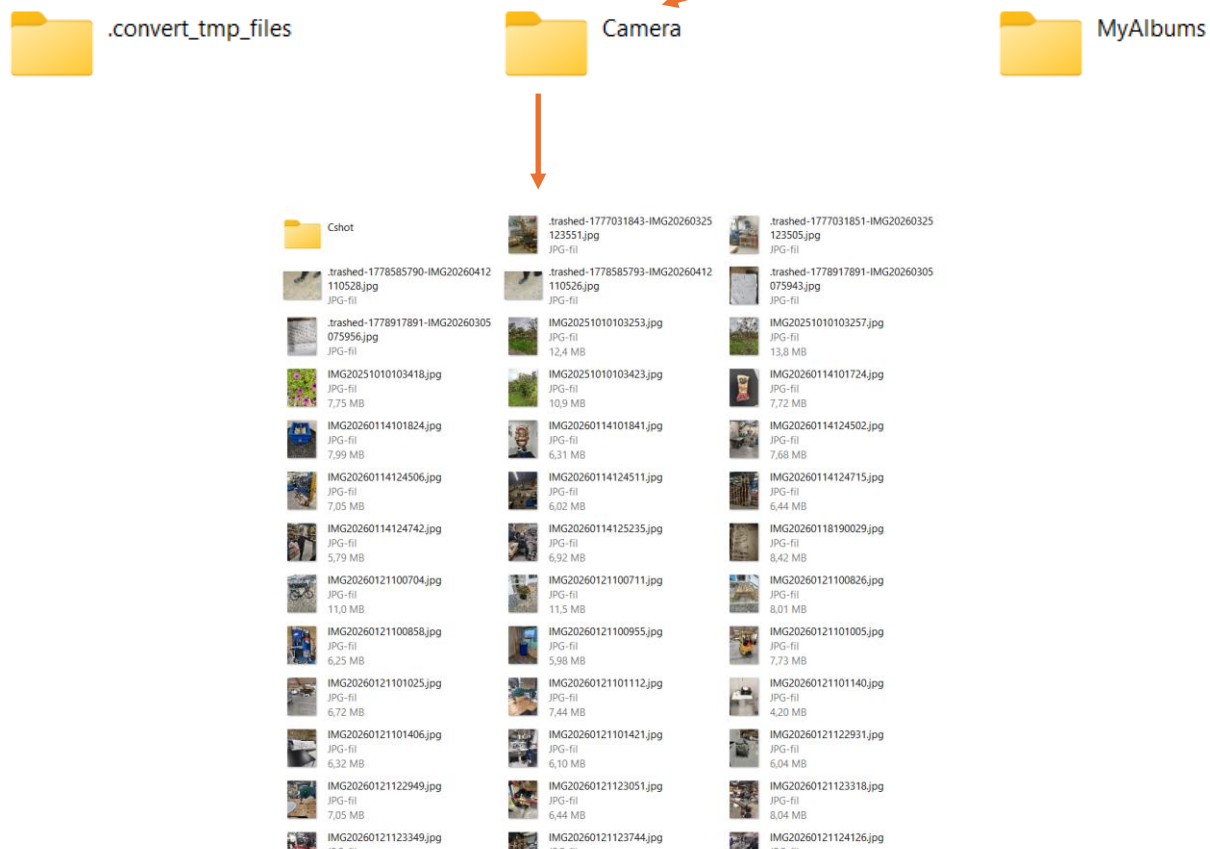 .convert_tmp_files
Camera
MyAlbums
Cshot
.trashed-1777031843-IMG20260325
123551.jpg
JPG-fil
.trashed-1777031851-IMG20260325
123505.jpg
JPG-fil
.trashed-1778585790-IMG20260412
110528.jpg
JPG-fil
.trashed-1778585793-IMG20260412
110526.jpg
JPG-fil
.trashed-1778917891-IMG20260305
075943.jpg
JPG-fil
.trashed-1778917891-IMG20260305
075956.jpg
JPG-fil
IMG20251010103253.jpg
JPG-fil
12,4 MB
IMG20251010103257.jpg
JPG-fil
13,8 MB
IMG20251010103418.jpg
JPG-fil
7,75 MB
IMG20251010103423.jpg
JPG-fil
10,9 MB
IMG20260114101724.jpg
JPG-fil
7,72 MB
IMG20260114101824.jpg
JPG-fil
7,99 MB
IMG20260114101841.jpg
JPG-fil
6,31 MB
IMG20260114124502.jpg
JPG-fil
7,68 MB
IMG20260114124506.jpg
JPG-fil
7,05 MB
IMG20260114124511.jpg
JPG-fil
6,02 MB
IMG20260114124715.jpg
JPG-fil
6,44 MB
IMG20260114124742.jpg
JPG-fil
5,79 MB
IMG20260114125235.jpg
JPG-fil
6,92 MB
IMG20260118190029.jpg
JPG-fil
8,42 MB
IMG20260121100704.jpg
JPG-fil
11,0 MB
IMG20260121100711.jpg
JPG-fil
11,5 MB
IMG20260121100826.jpg
JPG-fil
8,01 MB
IMG20260121100858.jpg
JPG-fil
6,25 MB
IMG20260121100955.jpg
JPG-fil
5,98 MB
IMG20260121101005.jpg
JPG-fil
7,73 MB
IMG20260121101025.jpg
JPG-fil
6,72 MB
IMG20260121101112.jpg
JPG-fil
7,44 MB
IMG20260121101140.jpg
JPG-fil
4,20 MB
IMG20260121101406.jpg
JPG-fil
6,32 MB
IMG20260121101421.jpg
JPG-fil
6,10 MB
IMG20260121122931.jpg
JPG-fil
6,04 MB
IMG20260121122949.jpg
JPG-fil
7,05 MB
IMG20260121123051.jpg
JPG-fil
6,44 MB
IMG20260121123318.jpg
JPG-fil
8,04 MB
IMG20260121123349.jpg
IMG20260121123744.jpg
IMG20260121124126.jpg